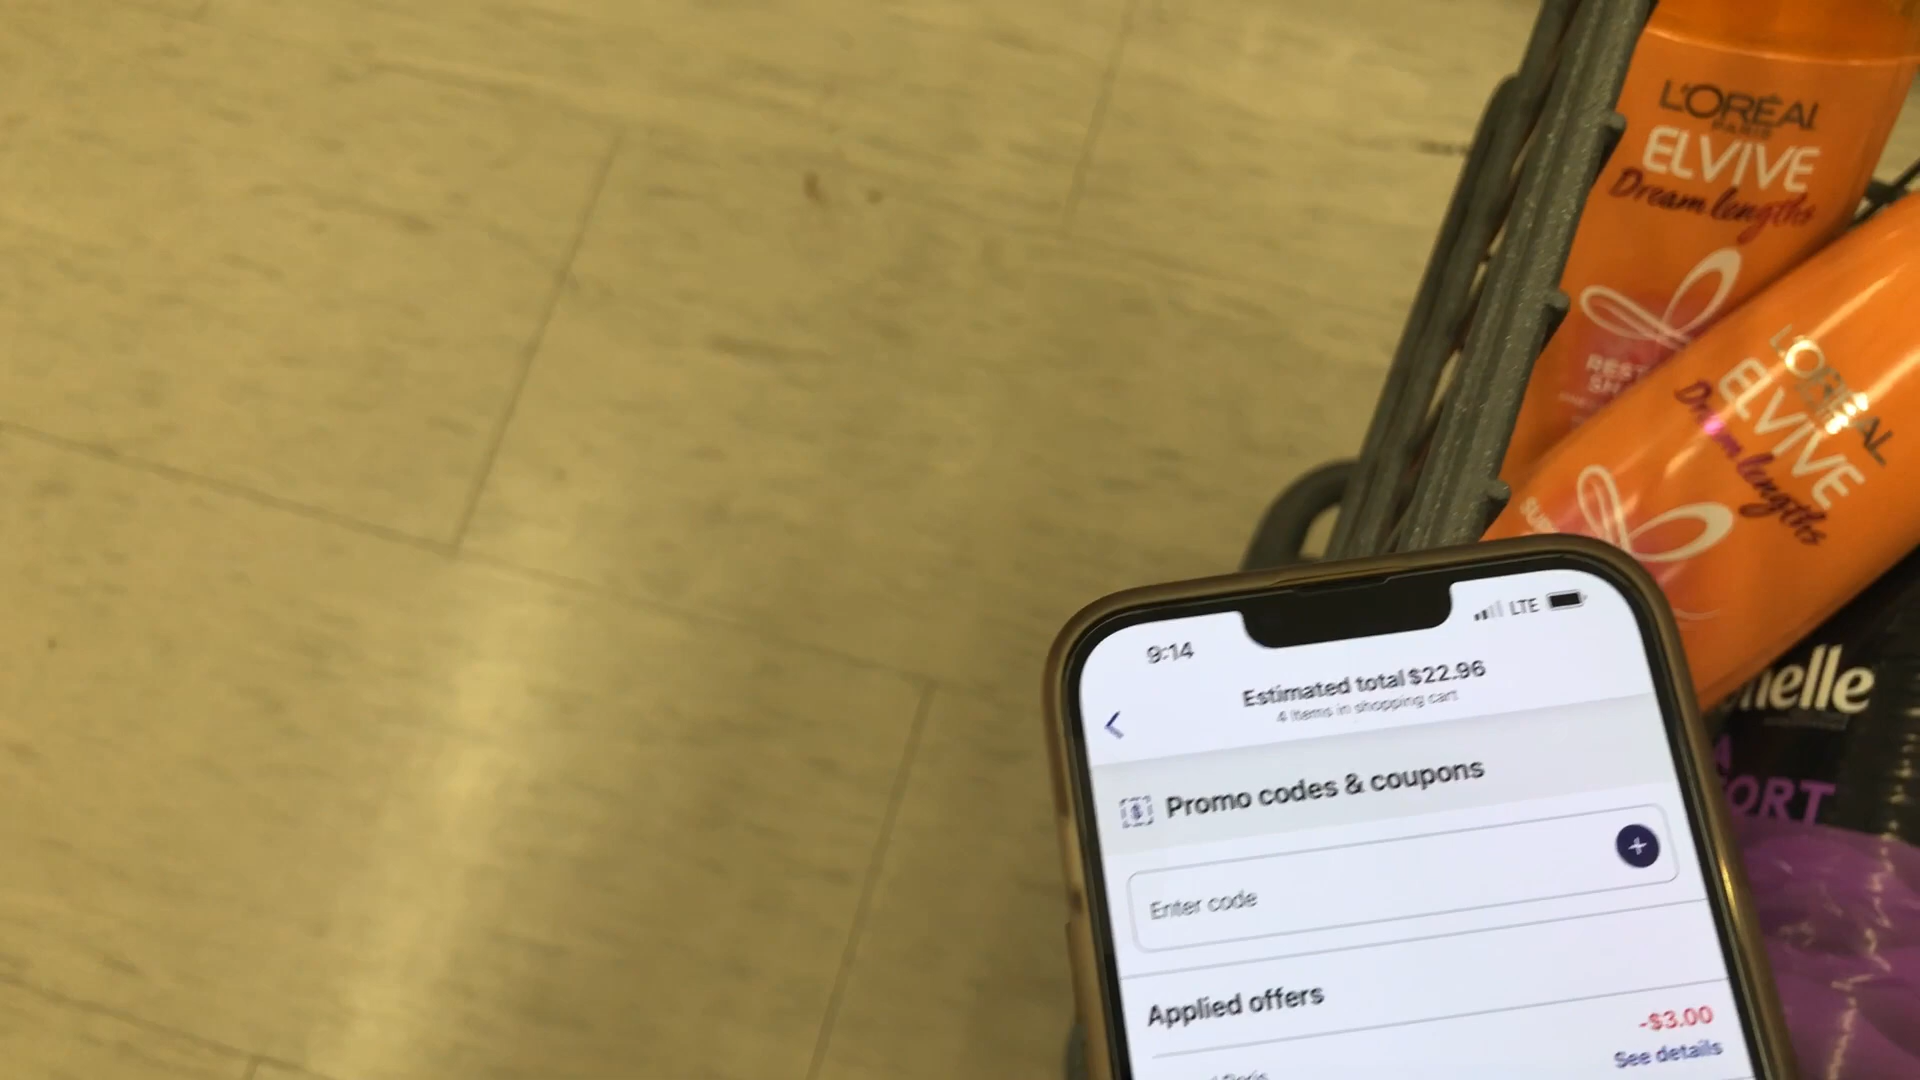 L'ORÉAL
PARIS
ELVIVE
Dream lengths
L'ORÉAL
ELVIVE
Dream lengths
9:14
LTE
Estimated total $22.96
4 items in shopping cart
Promo codes & coupons
Enter code
Applied offers
-$3.00
See details